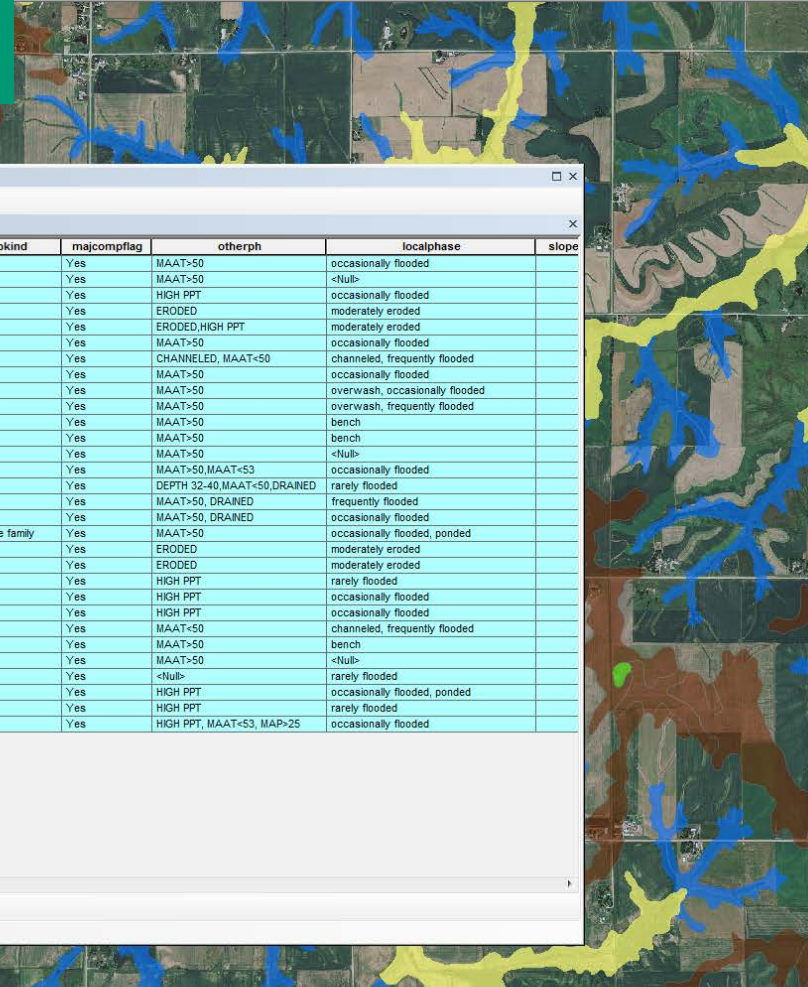 okind majcompflag otherph localphase slope
Yes MAAT>50 occasionally flooded
Yes MAAT>50 <Null>
Yes HIGH PPT occasionally flooded
Yes ERODED moderately eroded
Yes ERODED,HIGH PPT moderately eroded
Yes MAAT>50 occasionally flooded
Yes CHANNELED, MAAT<50 channeled, frequently flooded
Yes MAAT>50 occasionally flooded
Yes MAAT>50 overwash, occasionally flooded
Yes MAAT>50 overwash, frequently flooded
Yes MAAT>50 bench
Yes MAAT>50 bench
Yes MAAT>50 <Null>
Yes MAAT>50,MAAT<53 occasionally flooded
Yes DEPTH 32-40,MAAT<50,DRAINED rarely flooded
Yes MAAT>50, DRAINED frequently flooded
Yes MAAT>50, DRAINED occasionally flooded
e family Yes MAAT>50 occasionally flooded, ponded
Yes ERODED moderately eroded
Yes ERODED moderately eroded
Yes HIGH PPT rarely flooded
Yes HIGH PPT occasionally flooded
Yes HIGH PPT occasionally flooded
Yes MAAT<50 channeled, frequently flooded
Yes MAAT>50 bench
Yes MAAT>50 <Null>
Yes <Null> rarely flooded
Yes HIGH PPT occasionally flooded, ponded
Yes HIGH PPT rarely flooded
Yes HIGH PPT, MAAT<53, MAP>25 occasionally flooded